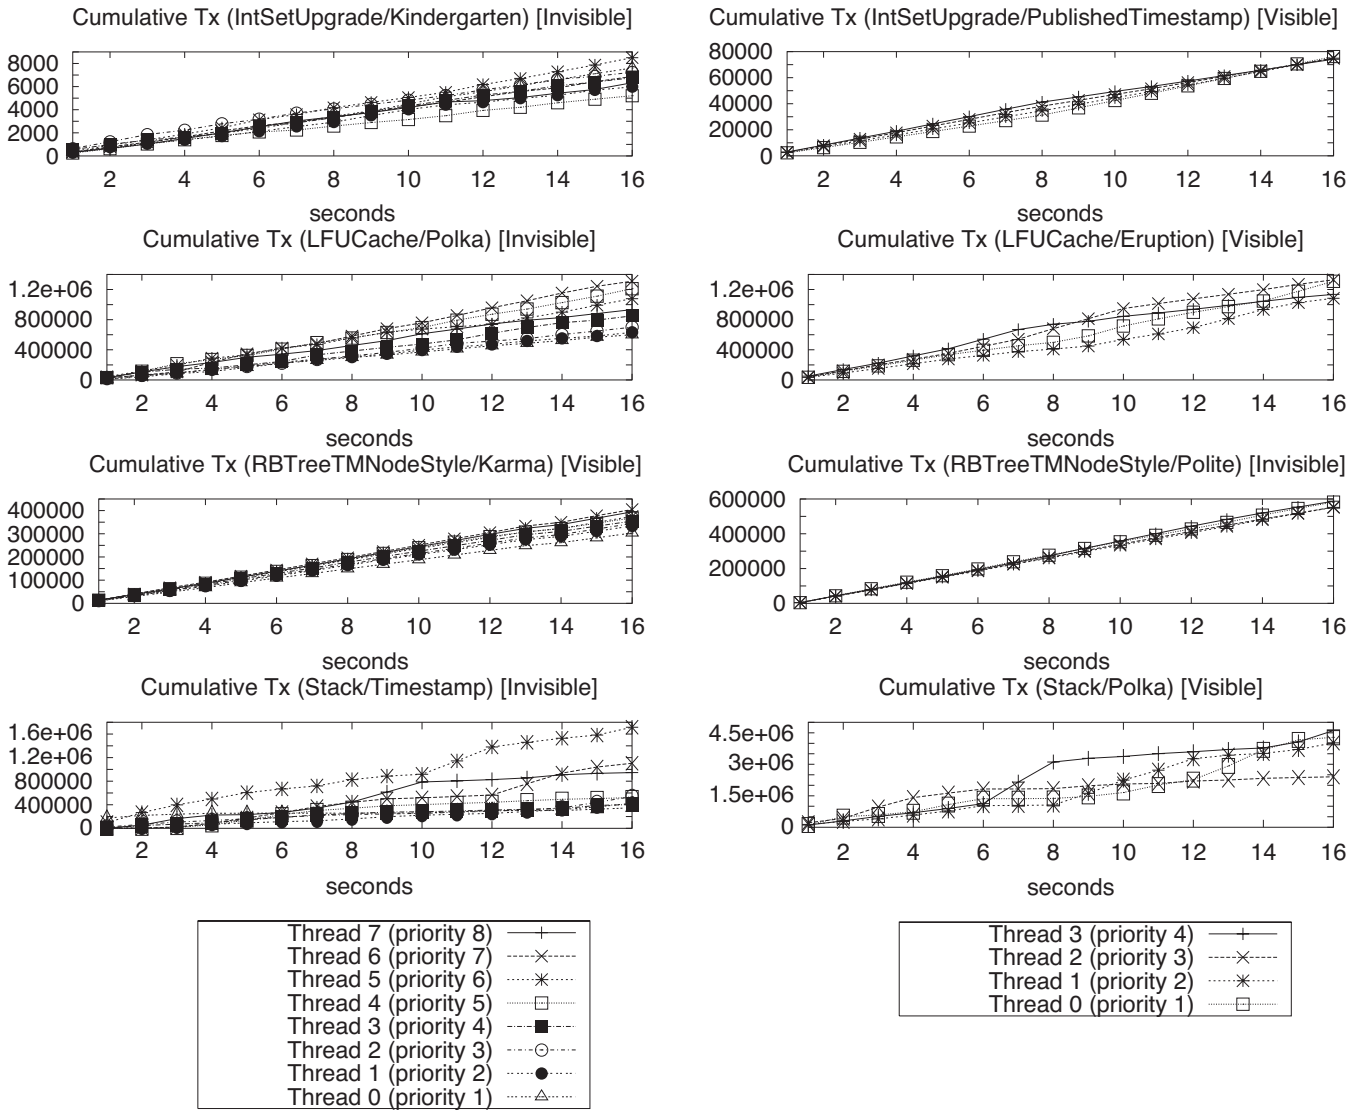 Cumulative Tx (IntSetUpgrade/Kindergarten) [Invisible]
8000
6000
4000
2000
0
2 4 6 8 10 12 14 16
seconds
Cumulative Tx (IntSetUpgrade/PublishedTimestamp) [Visible]
80000
60000
40000
20000
0
2 4 6 8 10 12 14 16
seconds
Cumulative Tx (LFUCache/Polka) [Invisible]
1.2e+06
800000
400000
0
2 4 6 8 10 12 14 16
seconds
Cumulative Tx (LFUCache/Eruption) [Visible]
1.2e+06
800000
400000
0
2 4 6 8 10 12 14 16
seconds
Cumulative Tx (RBTreeTMNodeStyle/Karma) [Visible]
400000
300000
200000
100000
0
2 4 6 8 10 12 14 16
seconds
Cumulative Tx (RBTreeTMNodeStyle/Polite) [Invisible]
600000
400000
200000
0
2 4 6 8 10 12 14 16
seconds
Cumulative Tx (Stack/Timestamp) [Invisible]
1.6e+06
1.2e+06
800000
400000
0
2 4 6 8 10 12 14 16
seconds
Cumulative Tx (Stack/Polka) [Visible]
4.5e+06
3e+06
1.5e+06
0
2 4 6 8 10 12 14 16
seconds
Thread 7 (priority 8)
Thread 6 (priority 7)
Thread 5 (priority 6)
Thread 4 (priority 5)
Thread 3 (priority 4)
Thread 2 (priority 3)
Thread 1 (priority 2)
Thread 0 (priority 1)
Thread 3 (priority 4)
Thread 2 (priority 3)
Thread 1 (priority 2)
Thread 0 (priority 1)